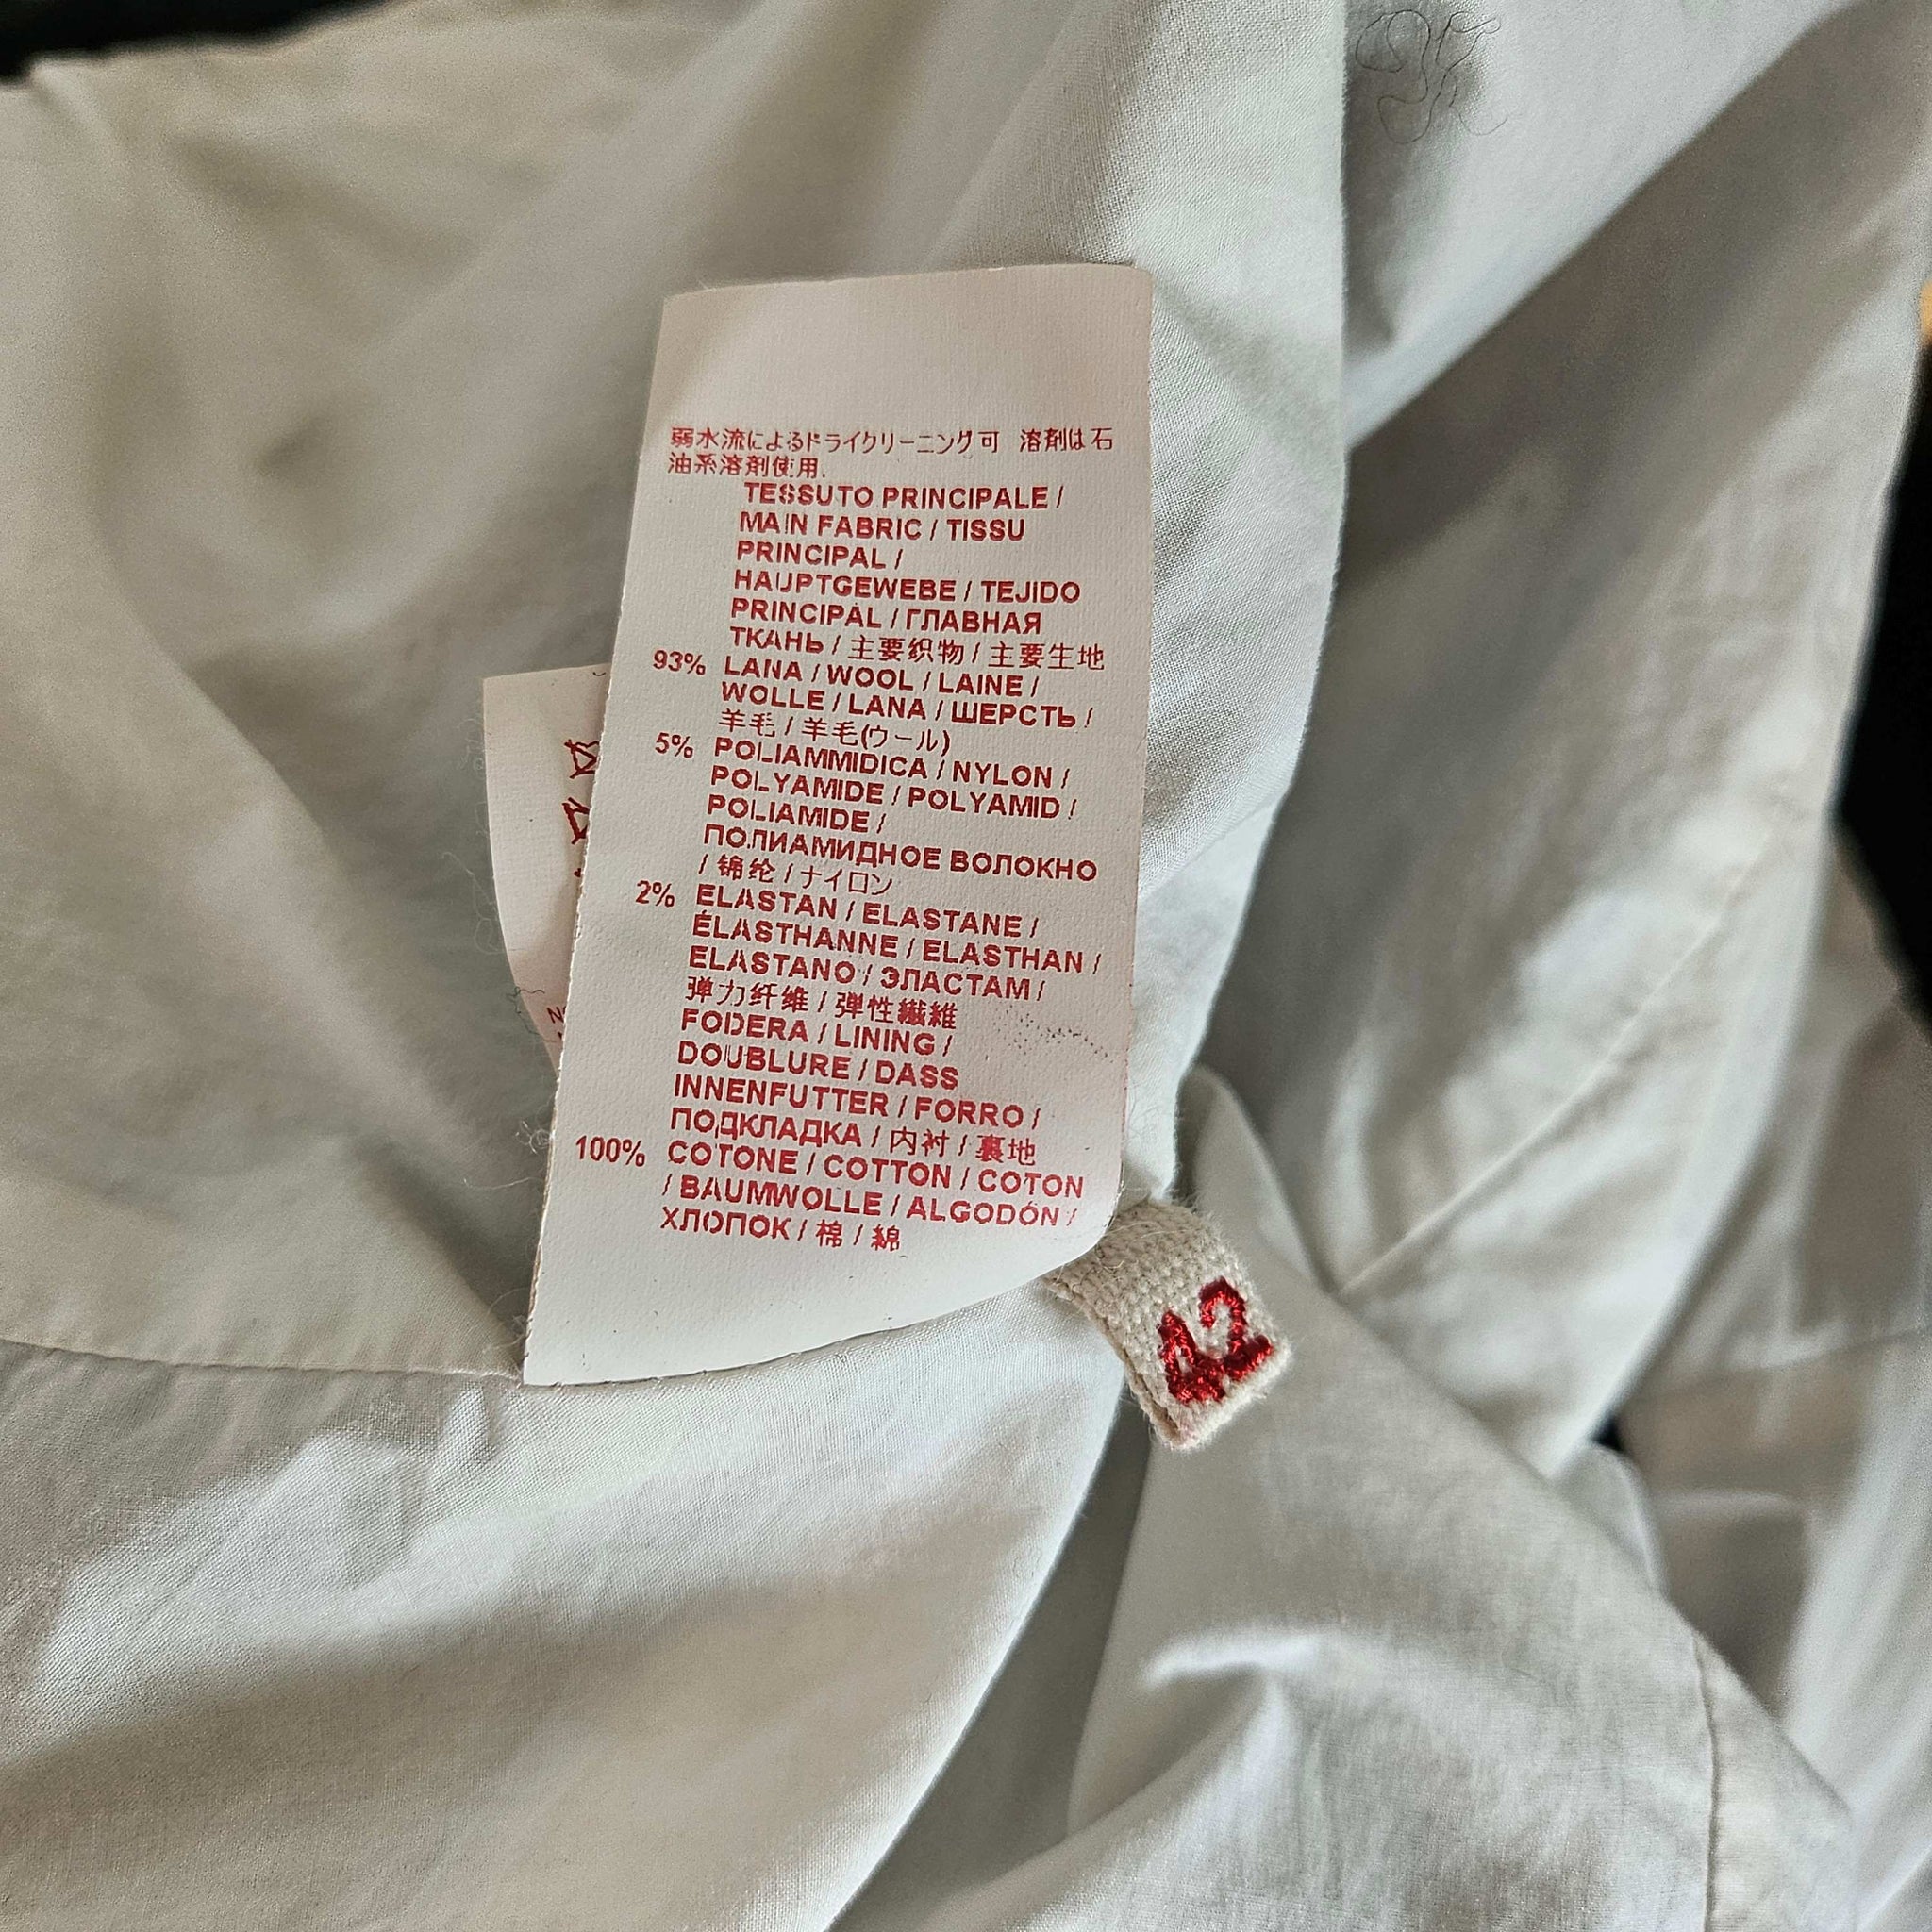 弱水流によるドライクリーニング可 溶剤は石
油系溶剤使用.
TESSUTO PRINCIPALE /
MAIN FABRIC / TISSU
PRINCIPAL /
HAUPTGEWEBE / TEJIDO
PRINCIPAL / ГЛАВНАЯ
ТКАНЬ / 主要织物 / 主要生地
93% LANA / WOOL / LAINE /
WOLLE / LANA / ШЕРСТЬ /
羊毛 / 羊毛(ウール)
5% POLIAMMIDICA / NYLON /
POLYAMIDE / POLYAMID /
POLIAMIDE /
ПОЛИАМИДНОЕ ВОЛОКНО
/ 锦纶 / ナイロン
2% ELASTAN / ELASTANE /
ÉLASTHANNE / ELASTHAN /
ELASTANO / ЭЛАСТАМ /
弹力纤维 / 弾性繊維
FODERA / LINING /
DOUBLURE / DASS
INNENFUTTER / FORRO /
ПОДКЛАДКА / 内衬 / 裏地
100% COTONE / COTTON / COTON
/ BAUMWOLLE / ALGODÓN /
ХЛОПОК / 棉 / 綿
42